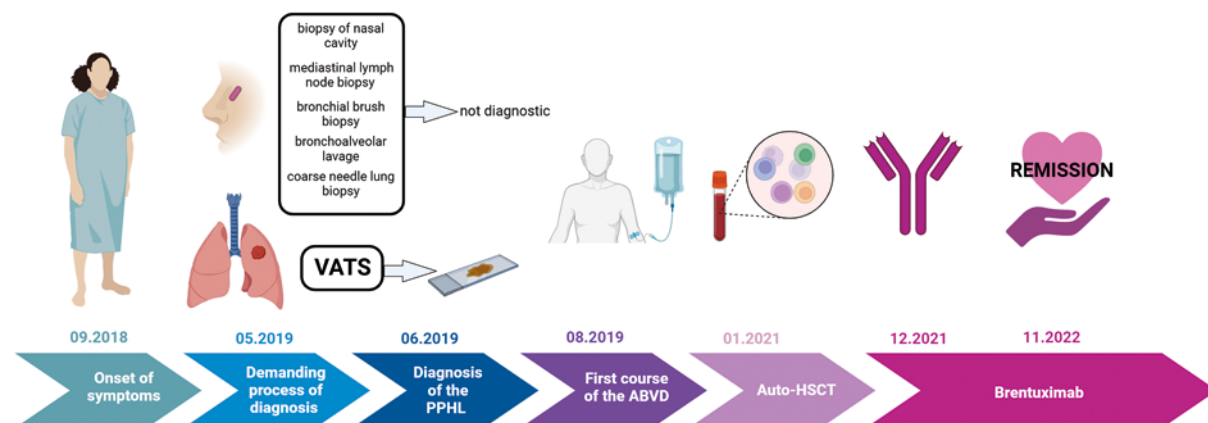 biopsy of nasal
cavity
mediastinal lymph
node biopsy
bronchial brush
biopsy
bronchoalveolar
lavage
coarse needle lung
biopsy
not diagnostic
VATS
REMISSION
09.2018
05.2019
06.2019
08.2019
01.2021
12.2021
11.2022
Onset of
symptoms
Demanding
process of
diagnosis
Diagnosis
of the
PPHL
First course
of the ABVD
Auto-HSCT
Brentuximab